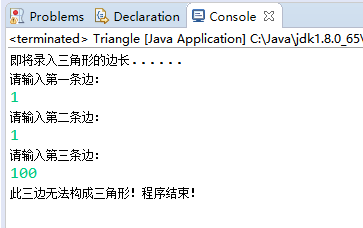 Problems Declaration Console
<terminated> Triangle [Java Application] C:\Java\jdk1.8.0_65\
即将录入三角形的边长......
请输入第一条边:
1
请输入第二条边:
1
请输入第三条边:
100
此三边无法构成三角形！程序结束！